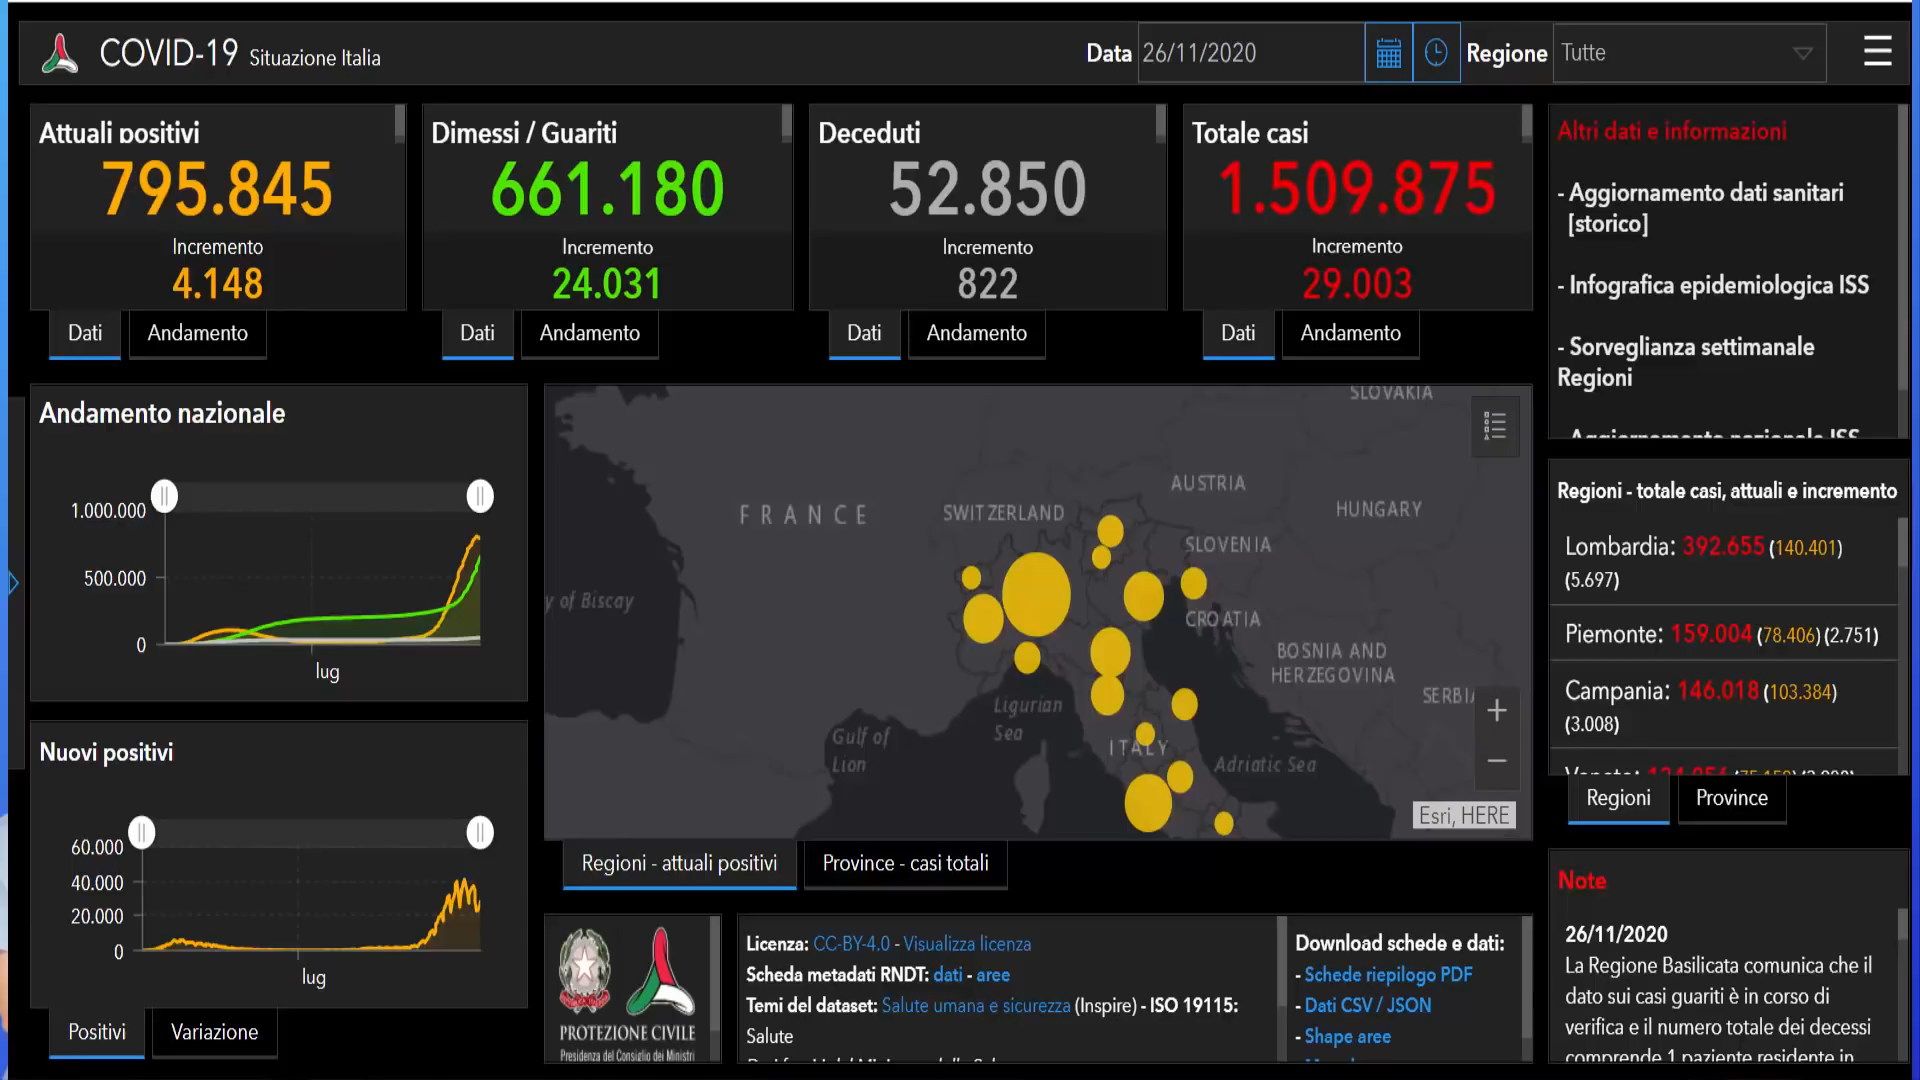 COVID-19 Situazione Italia
Data 26/11/2020 Regione Tutte
Attuali positivi
795.845
Incremento
4.148
Dati Andamento
Dimessi / Guariti
661.180
Incremento
24.031
Dati Andamento
Deceduti
52.850
Incremento
822
Dati Andamento
Totale casi
1.509.875
Incremento
29.003
Dati Andamento
Altri dati e informazioni
- Aggiornamento dati sanitari
[storico]
- Infografica epidemiologica ISS
- Sorveglianza settimanale
Regioni
- Aggiornamento nazionale ISS
Andamento nazionale
1.000.000
500.000
0
lug
Nuovi positivi
60.000
40.000
20.000
0
lug
Positivi Variazione
SLOVAKIA
AUSTRIA
FRANCE
SWITZERLAND
HUNGARY
SLOVENIA
y of Biscay
CROATIA
BOSNIA AND
HERZEGOVINA
SERBIA
Ligurian
Sea
Gulf of
Lion
ITALY
Adriatic Sea
Esri, HERE
Regioni - attuali positivi Province - casi totali
Regioni - totale casi, attuali e incremento
Lombardia: 392.655 (140.401)
(5.697)
Piemonte: 159.004 (78.406) (2.751)
Campania: 146.018 (103.384)
(3.008)
Regioni Province
PROTEZIONE CIVILE
Presidenza del Consiglio dei Ministri
Licenza: CC-BY-4.0 - Visualizza licenza
Scheda metadati RNDT: dati - aree
Temi del dataset: Salute umana e sicurezza (Inspire) - ISO 19115:
Salute
Download schede e dati:
- Schede riepilogo PDF
- Dati CSV / JSON
- Shape aree
Note
26/11/2020
La Regione Basilicata comunica che il
dato sui casi guariti è in corso di
verifica e il numero totale dei decessi
comprende 1 paziente residente in